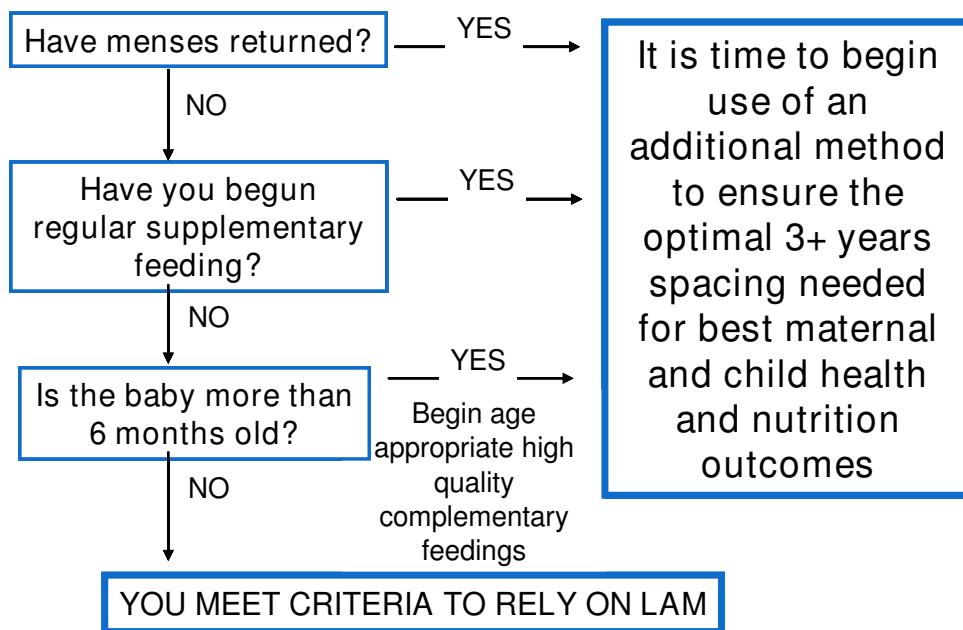 Have menses returned?
YES
NO
Have you begun
regular supplementary
feeding?
YES
NO
Is the baby more than
6 months old?
YES
Begin age
appropriate high
quality
complementary
feedings
NO
It is time to begin
use of an
additional method
to ensure the
optimal 3+ years
spacing needed
for best maternal
and child health
and nutrition
outcomes
YOU MEET CRITERIA TO RELY ON LAM